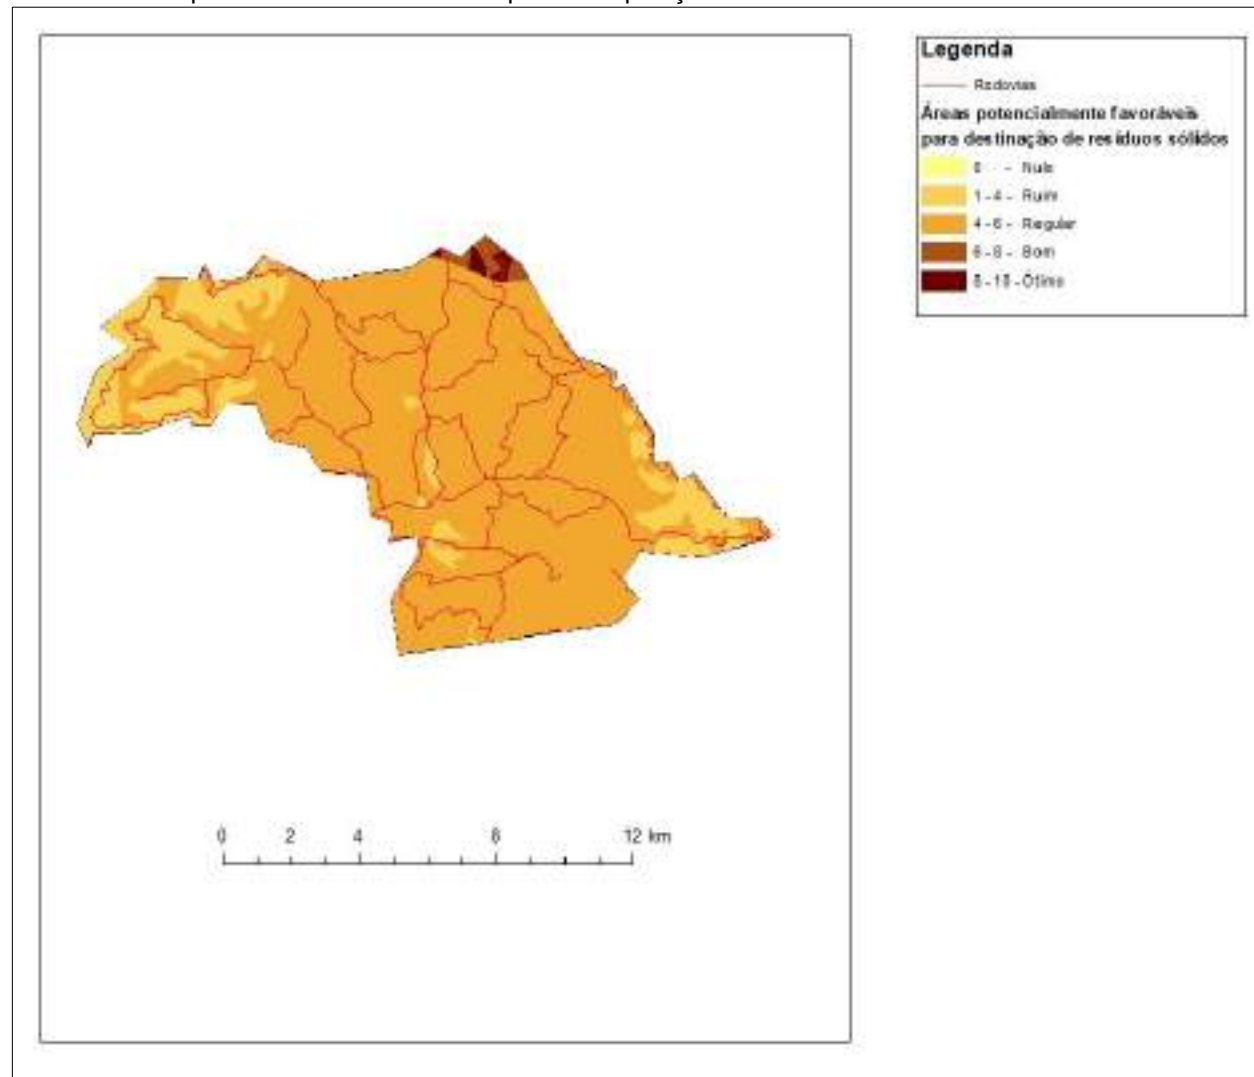 Legenda
Rodovias
Áreas potencialmente favoráveis
para destinação de resíduos sólidos
0 - Nula
1-4 - Ruim
4-6 - Regular
6-8 - Bom
8-10 - Ótimo
0 2 4 8 12 km